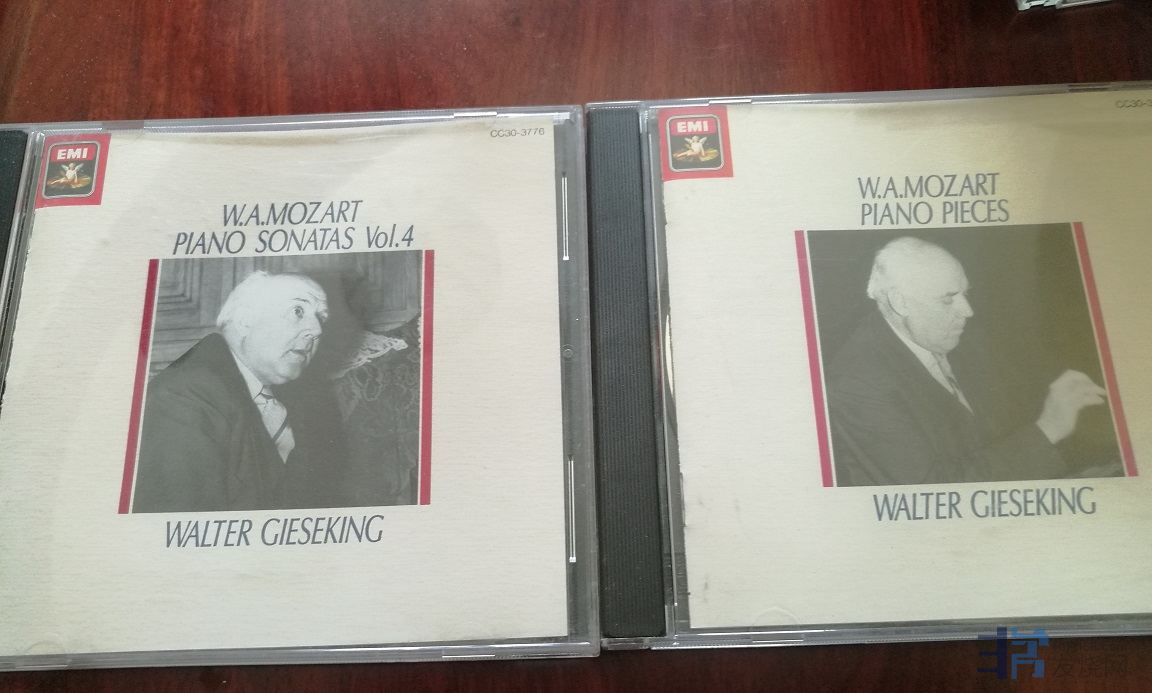 EMI
CC30-3776
W.A.MOZART
PIANO SONATAS Vol.4
WALTER GIESEKING
EMI
W.A.MOZART
PIANO PIECES
WALTER GIESEKING